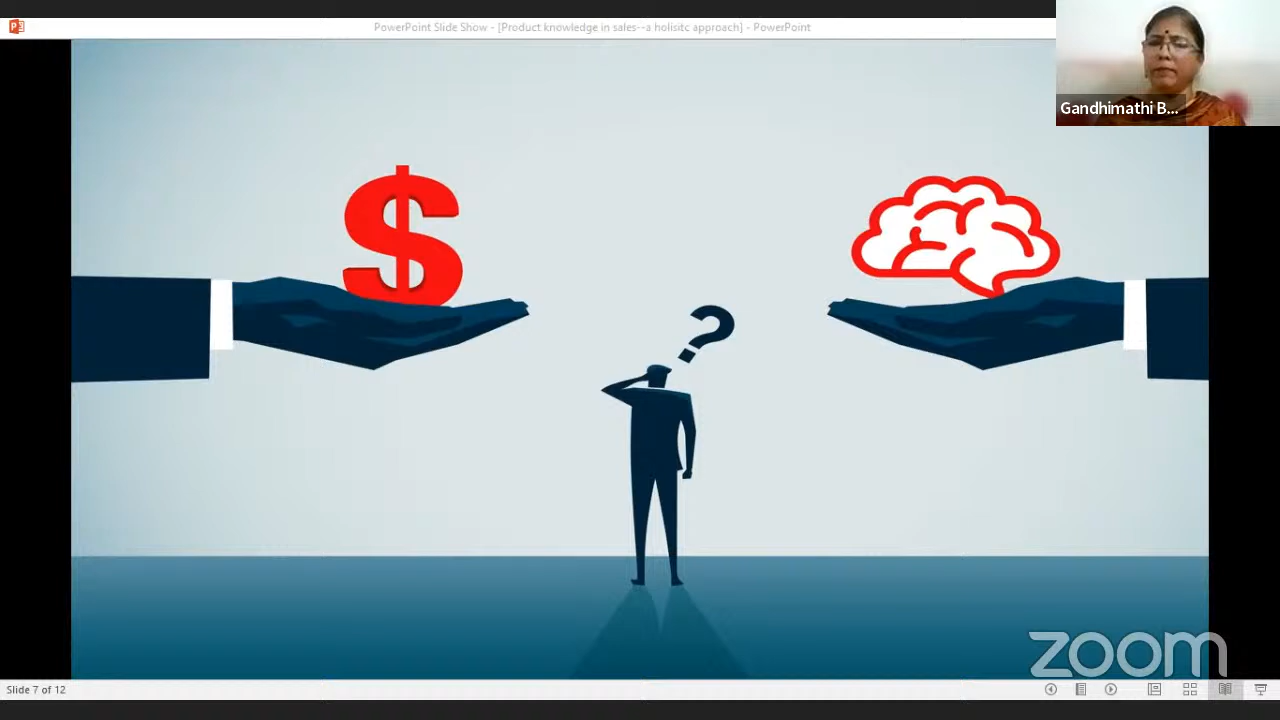 PowerPoint Slide Show - [Product knowledge in sales--a holisitc approach] - PowerPoint
Gandhimathi B...
$
?
zoom
Slide 7 of 12